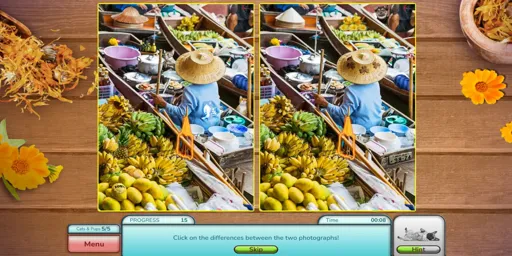 PROGRESS 15
Time 00:08
Cats & Traps 5/5
Menu
Click on the differences between the two photographs!
Skip
Hint